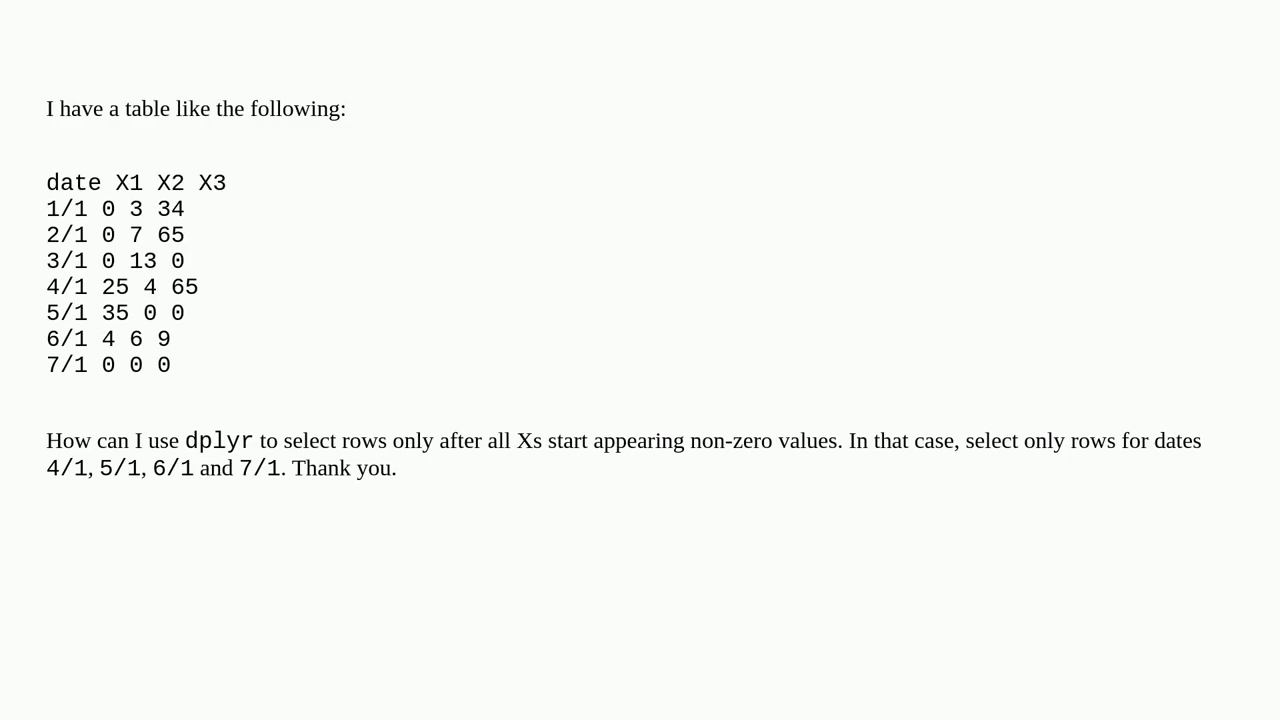 I have a table like the following:
date X1 X2 X3
1/1 0 3 34
2/1 0 7 65
3/1 0 13 0
4/1 25 4 65
5/1 35 0 0
6/1 4 6 9
7/1 0 0 0
How can I use dplyr to select rows only after all Xs start appearing non-zero values. In that case, select only rows for dates
4/1, 5/1, 6/1 and 7/1. Thank you.